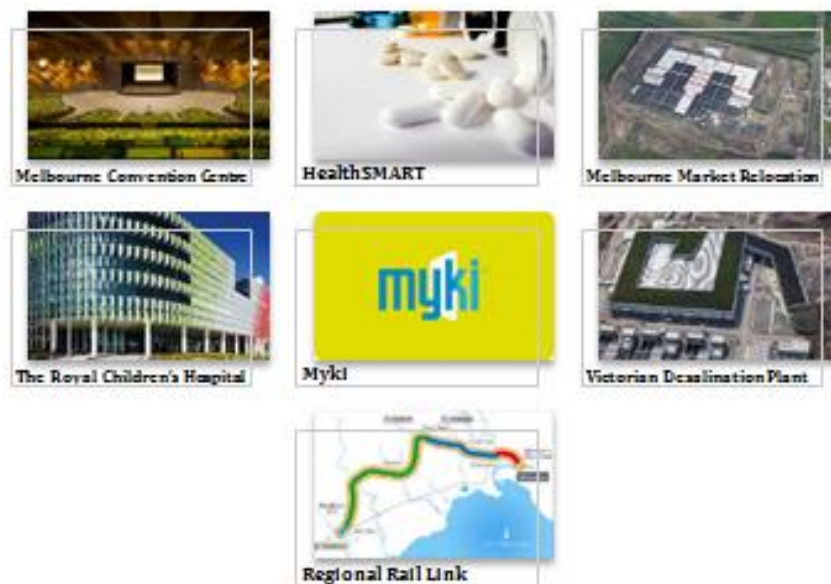 Melbourne Convention Centre
HealthSMART
Melbourne Market Relocation
The Royal Children's Hospital
myki
Myki
Victorian Desalination Plant
Regional Rail Link